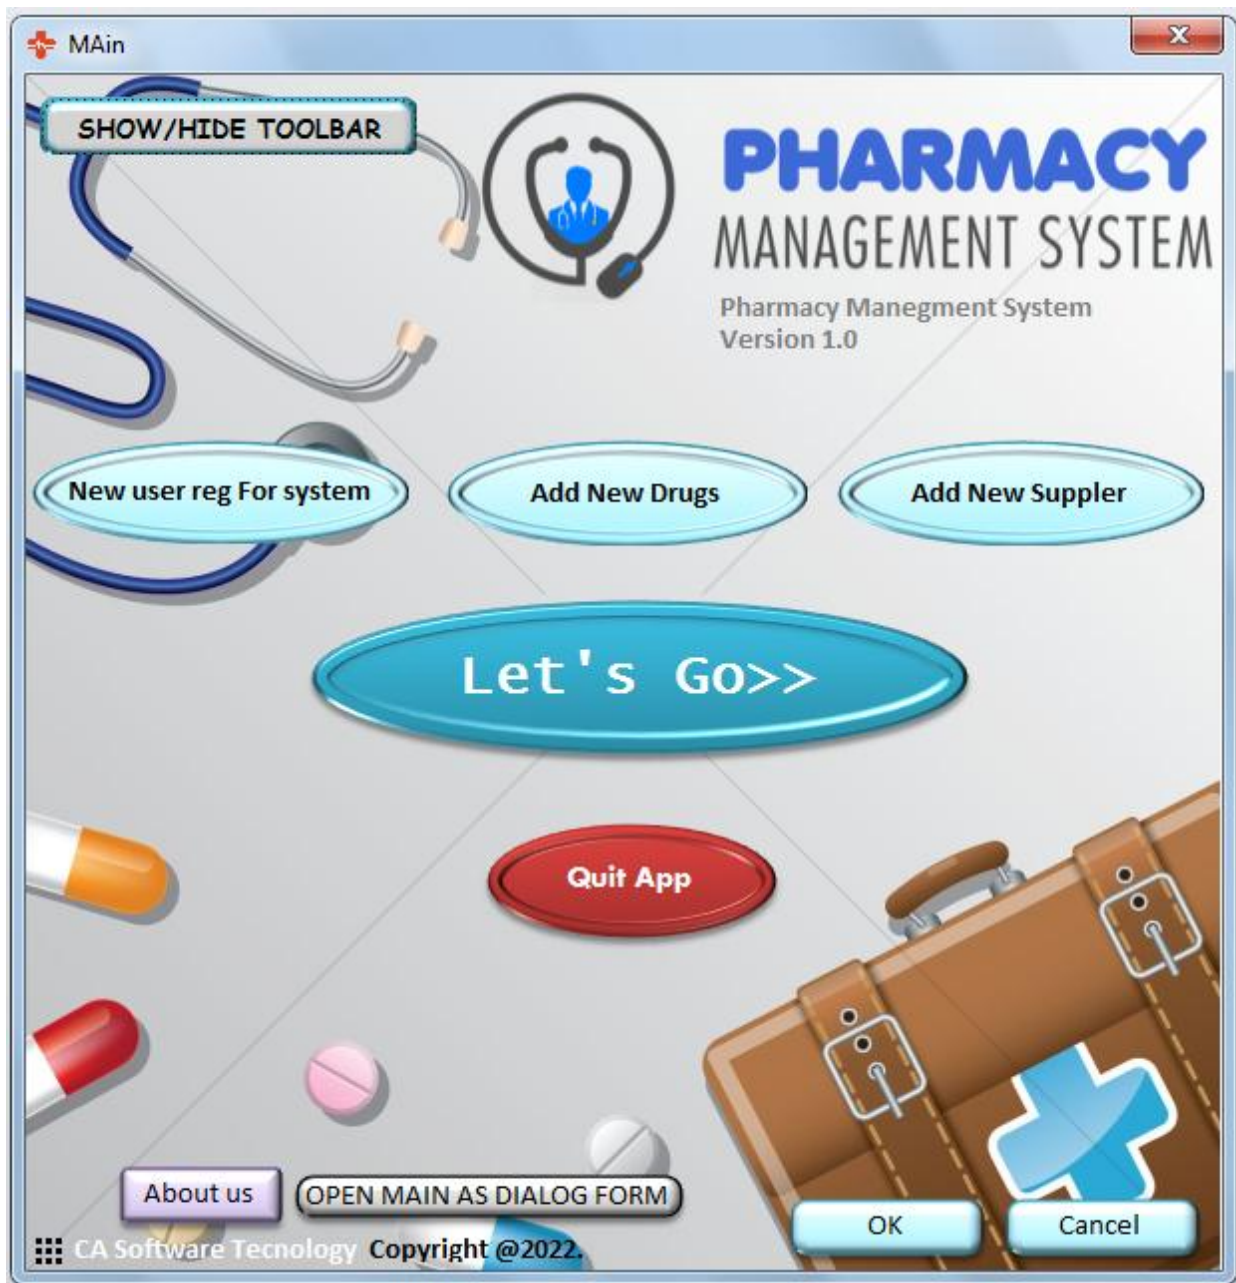 MAin
X
SHOW/HIDE TOOLBAR
PHARMACY
MANAGEMENT SYSTEM
Pharmacy Manegment System
Version 1.0
New user reg For system
Add New Drugs
Add New Suppler
Let's Go>>
Quit App
About us
OPEN MAIN AS DIALOG FORM
OK
Cancel
CA Software Tecnology Copyright @2022.